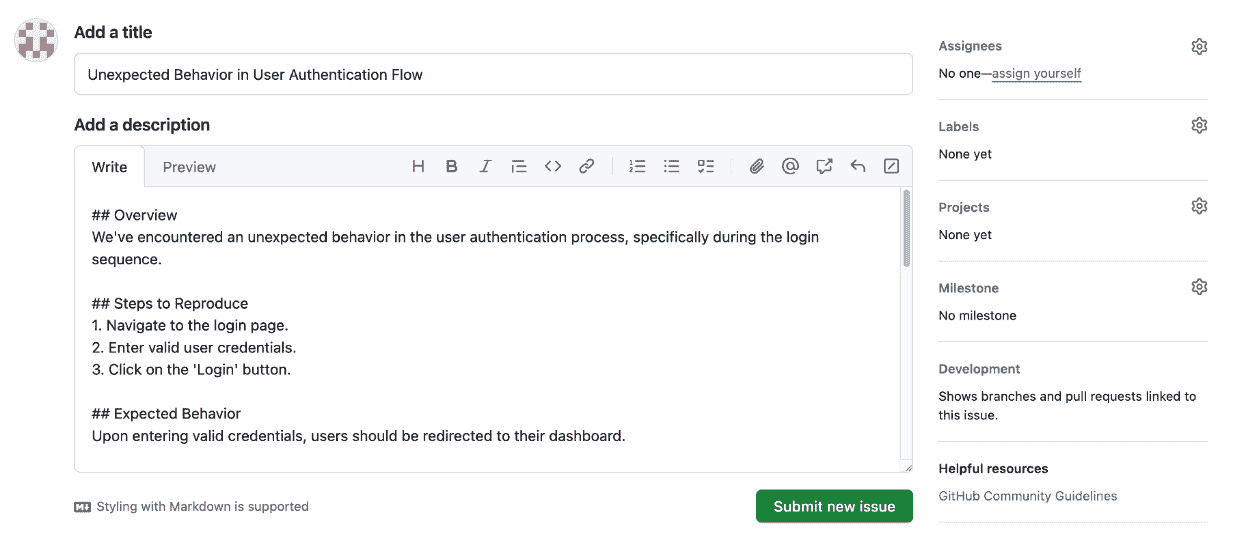 Add a title
Unexpected Behavior in User Authentication Flow
Add a description
Write
Preview
## Overview
We've encountered an unexpected behavior in the user authentication process, specifically during the login
sequence.
## Steps to Reproduce
1. Navigate to the login page.
2. Enter valid user credentials.
3. Click on the 'Login' button.
## Expected Behavior
Upon entering valid credentials, users should be redirected to their dashboard.
Styling with Markdown is supported
Submit new issue
Assignees
No one—assign yourself
Labels
None yet
Projects
None yet
Milestone
No milestone
Development
Shows branches and pull requests linked to
this issue.
Helpful resources
GitHub Community Guidelines